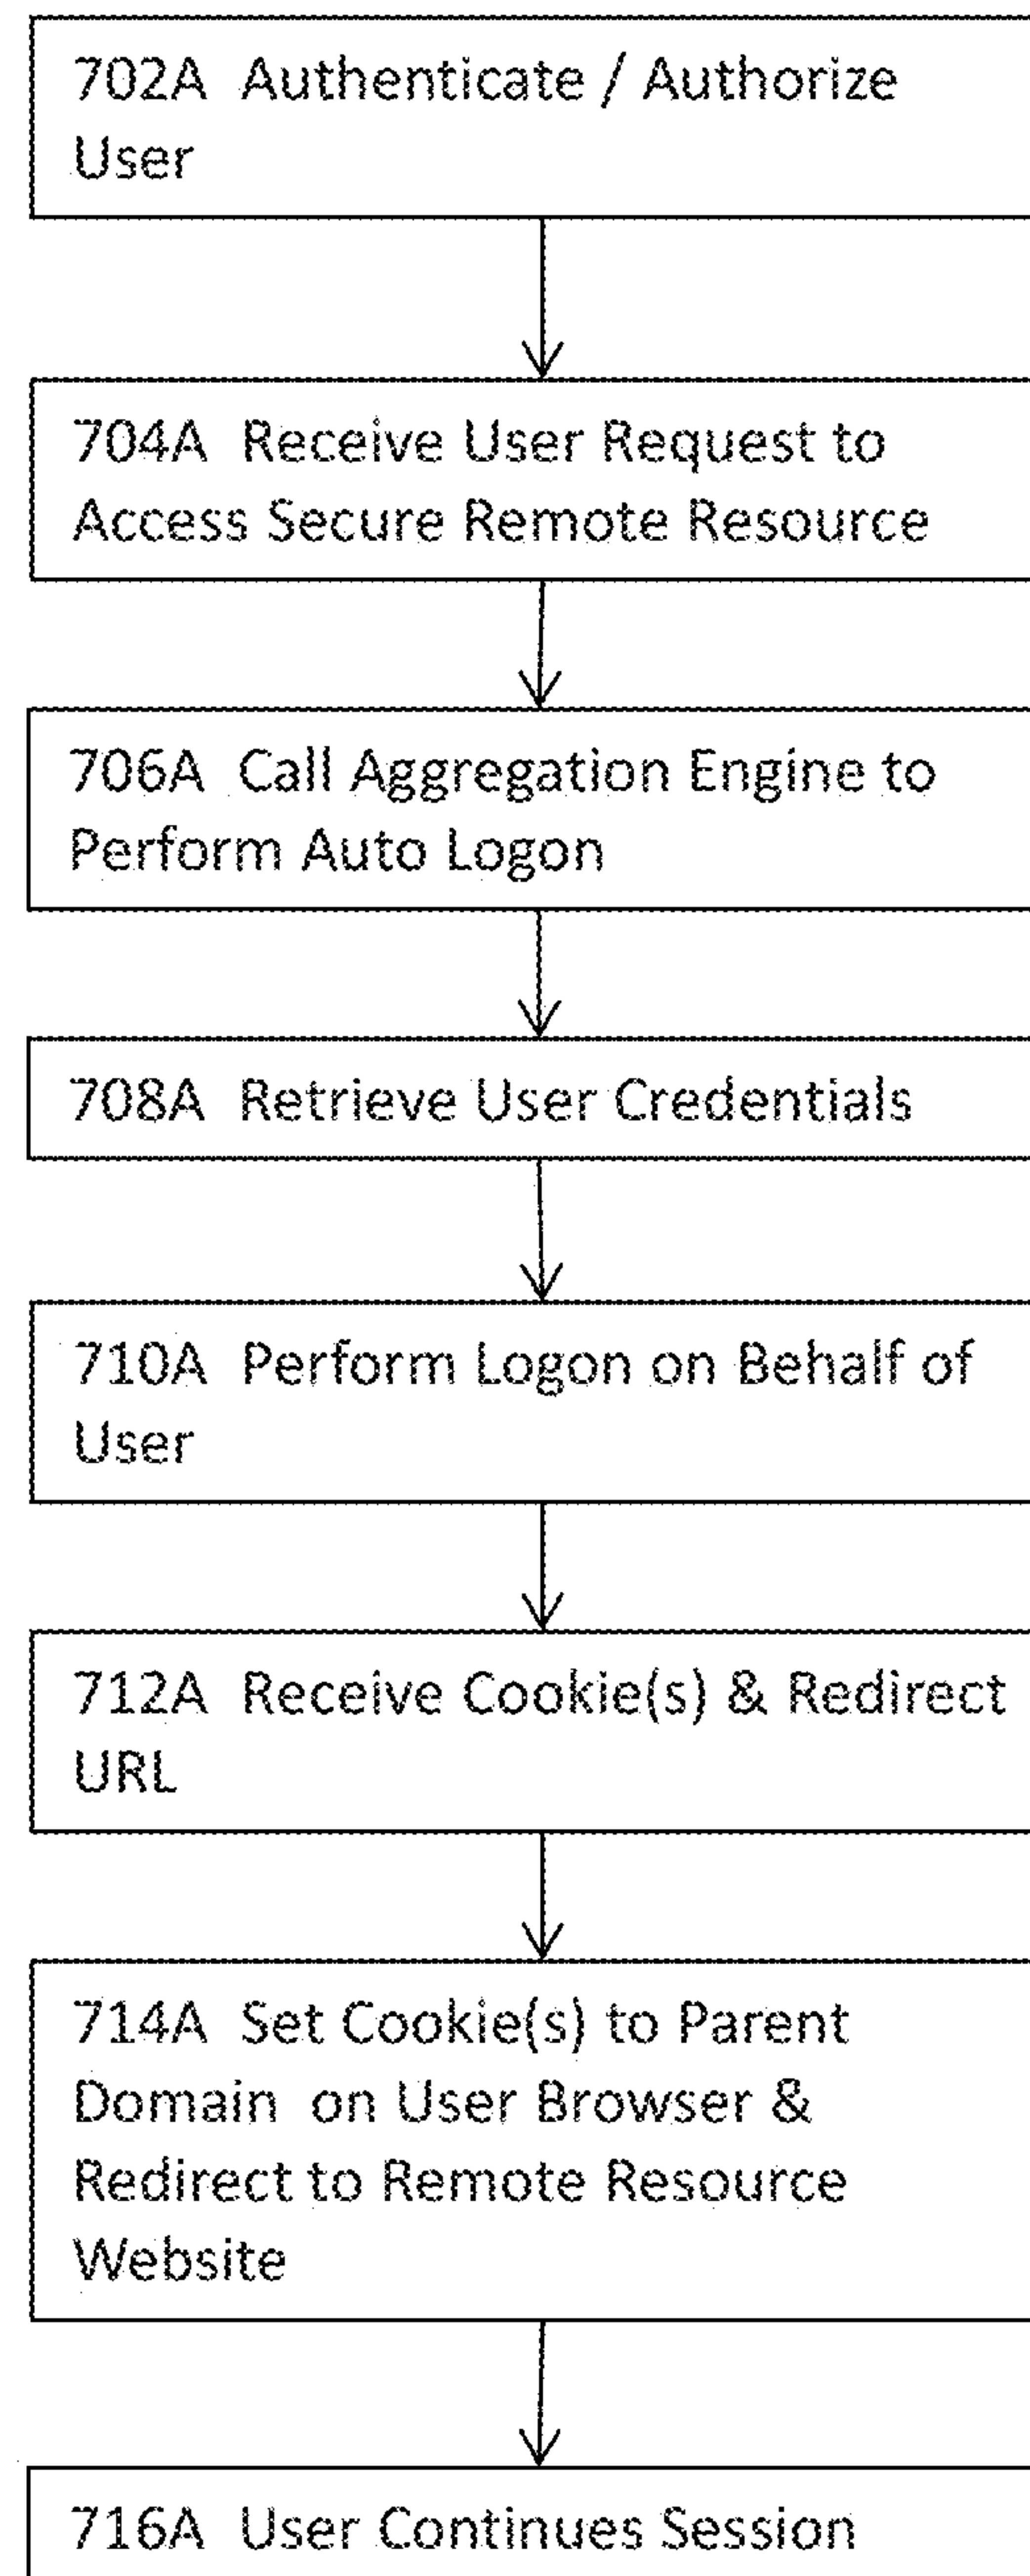 702A Authenticate / Authorize
User
704A Receive User Request to
Access Secure Remote Resource
706A Call Aggregation Engine to
Perform Auto Logon
708A Retrieve User Credentials
710A Perform Logon on Behalf of
User
712A Receive Cookie(s) & Redirect
URL
714A Set Cookie(s) to Parent
Domain on User Browser &
Redirect to Remote Resource
Website
716A User Continues Session